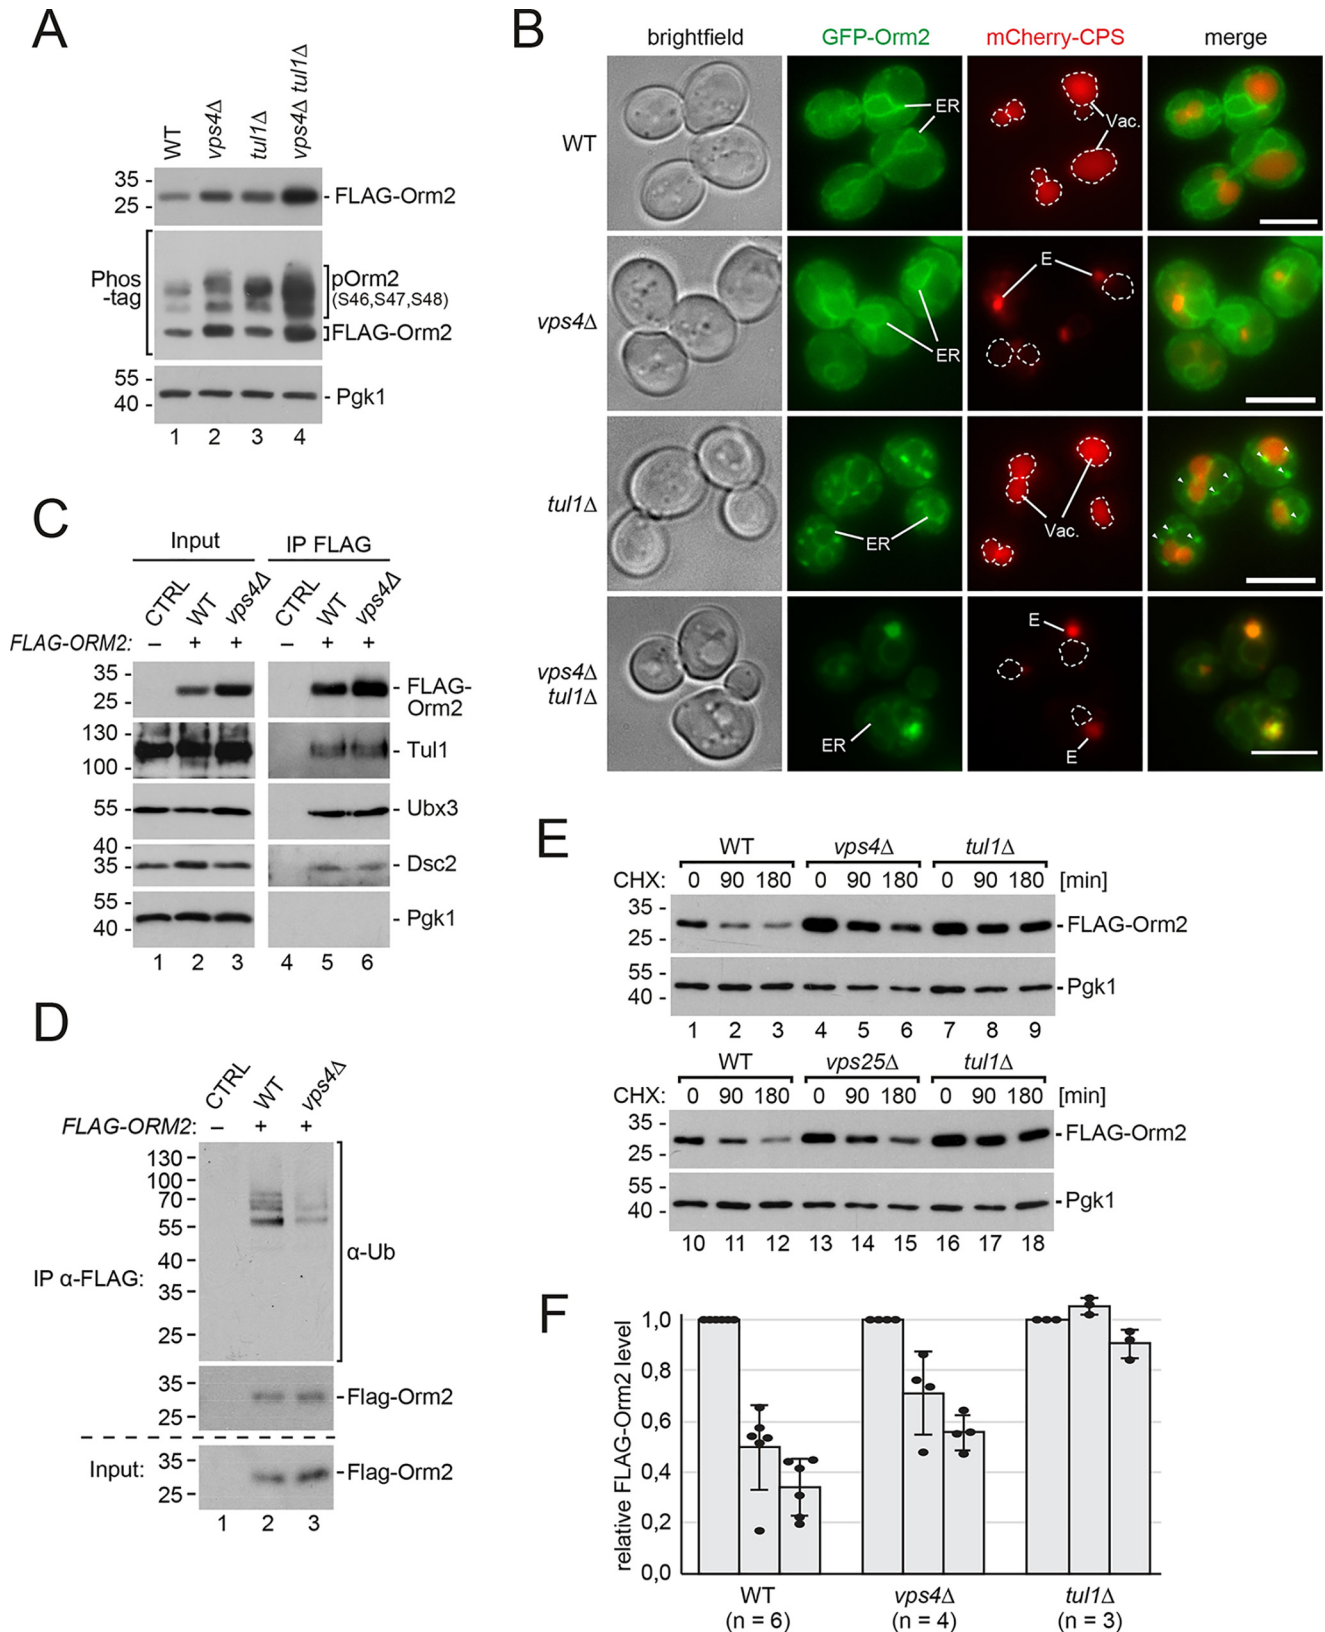 A
WT
vps4Δ
tul1Δ
vps4Δ tul1Δ
35 -
25 -
- FLAG-Orm2
Phos
-tag
pOrm2
(S46,S47,S48)
FLAG-Orm2
55 -
40 -
- Pgk1
1 2 3 4
B
brightfield GFP-Orm2 mCherry-CPS merge
WT
ER
Vac.
vps4Δ
E
ER
tul1Δ
ER
Vac.
vps4Δ
tul1Δ
ER
E
E
C
Input IP FLAG
CTRL WT vps4Δ CTRL WT vps4Δ
FLAG-ORM2: – + + – + +
35 -
25 -
- FLAG-
Orm2
130 -
100 -
- Tul1
55 -
- Ubx3
40 -
35 -
- Dsc2
55 -
40 -
- Pgk1
1 2 3 4 5 6
D
CTRL WT vps4Δ
FLAG-ORM2: – + +
130 -
100 -
70 -
55 -
40 -
35 -
25 -
IP α-FLAG:
α-Ub
35 -
25 -
-Flag-Orm2
Input:
35 -
25 -
-Flag-Orm2
1 2 3
E
WT vps4Δ tul1Δ
CHX: 0 90 180 0 90 180 0 90 180 [min]
35 -
25 -
-FLAG-Orm2
55 -
40 -
-Pgk1
1 2 3 4 5 6 7 8 9
WT vps25Δ tul1Δ
CHX: 0 90 180 0 90 180 0 90 180 [min]
35 -
25 -
-FLAG-Orm2
55 -
40 -
-Pgk1
10 11 12 13 14 15 16 17 18
F
relative FLAG-Orm2 level
1,0
0,8
0,6
0,4
0,2
0,0
WT vps4Δ tul1Δ
(n = 6) (n = 4) (n = 3)